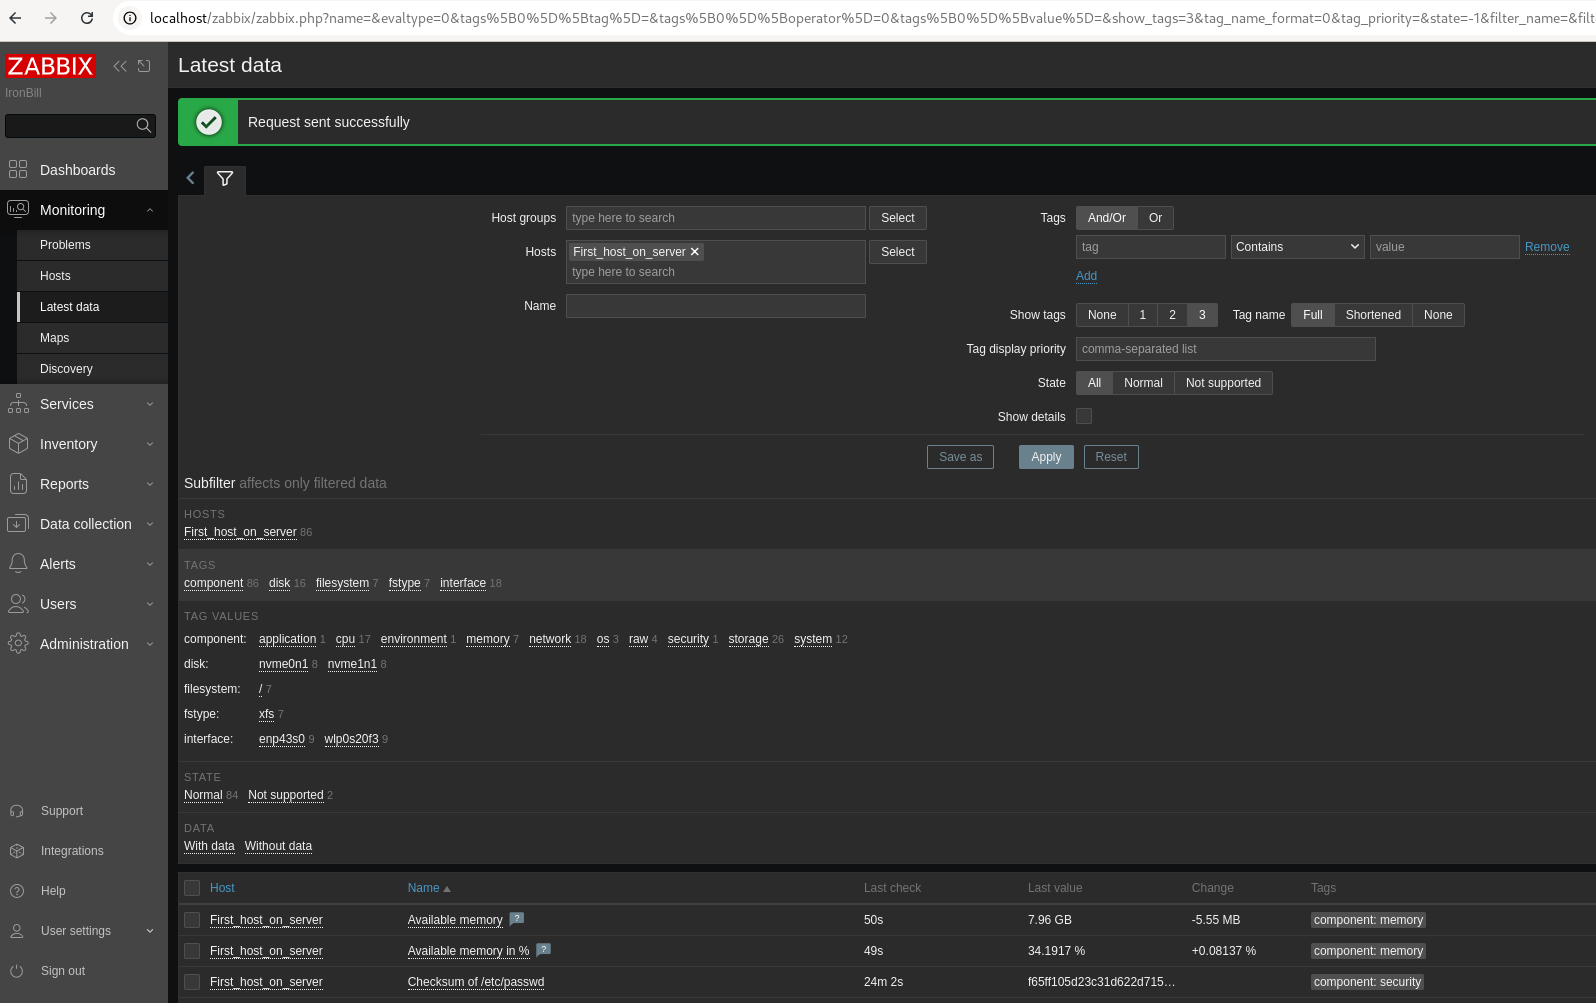 localhost/zabbix/zabbix.php?name=&evaltype=0&tags%5B0%5D%5Btag%5D=&tags%5B0%5D%5Boperator%5D=0&tags%5B0%5D%5Bvalue%5D=&show_tags=3&tag_name_format=0&tag_priority=&state=-1&filter_name=&filt
ZABBIX
IronBill
Dashboards
Monitoring
Problems
Hosts
Latest data
Maps
Discovery
Services
Inventory
Reports
Data collection
Alerts
Users
Administration
Support
Integrations
Help
User settings
Sign out
Latest data
Request sent successfully
Host groups type here to search Select
Hosts First_host_on_server Select
type here to search
Name
Tags And/Or Or
tag Contains value Remove
Add
Show tags None 1 2 3 Tag name Full Shortened None
Tag display priority comma-separated list
State All Normal Not supported
Show details
Save as Apply Reset
Subfilter affects only filtered data
HOSTS
First_host_on_server 86
TAGS
component 86 disk 16 filesystem 7 fstype 7 interface 18
TAG VALUES
component: application 1 cpu 17 environment 1 memory 7 network 18 os 3 raw 4 security 1 storage 26 system 12
disk: nvme0n1 8 nvme1n1 8
filesystem: / 7
fstype: xfs 7
interface: enp43s0 9 wlp0s20f3 9
STATE
Normal 84 Not supported 2
DATA
With data Without data
Host Name Last check Last value Change Tags
First_host_on_server Available memory ? 50s 7.96 GB -5.55 MB component: memory
First_host_on_server Available memory in % ? 49s 34.1917 % +0.08137 % component: memory
First_host_on_server Checksum of /etc/passwd 24m 2s f65ff105d23c31d622d715… component: security